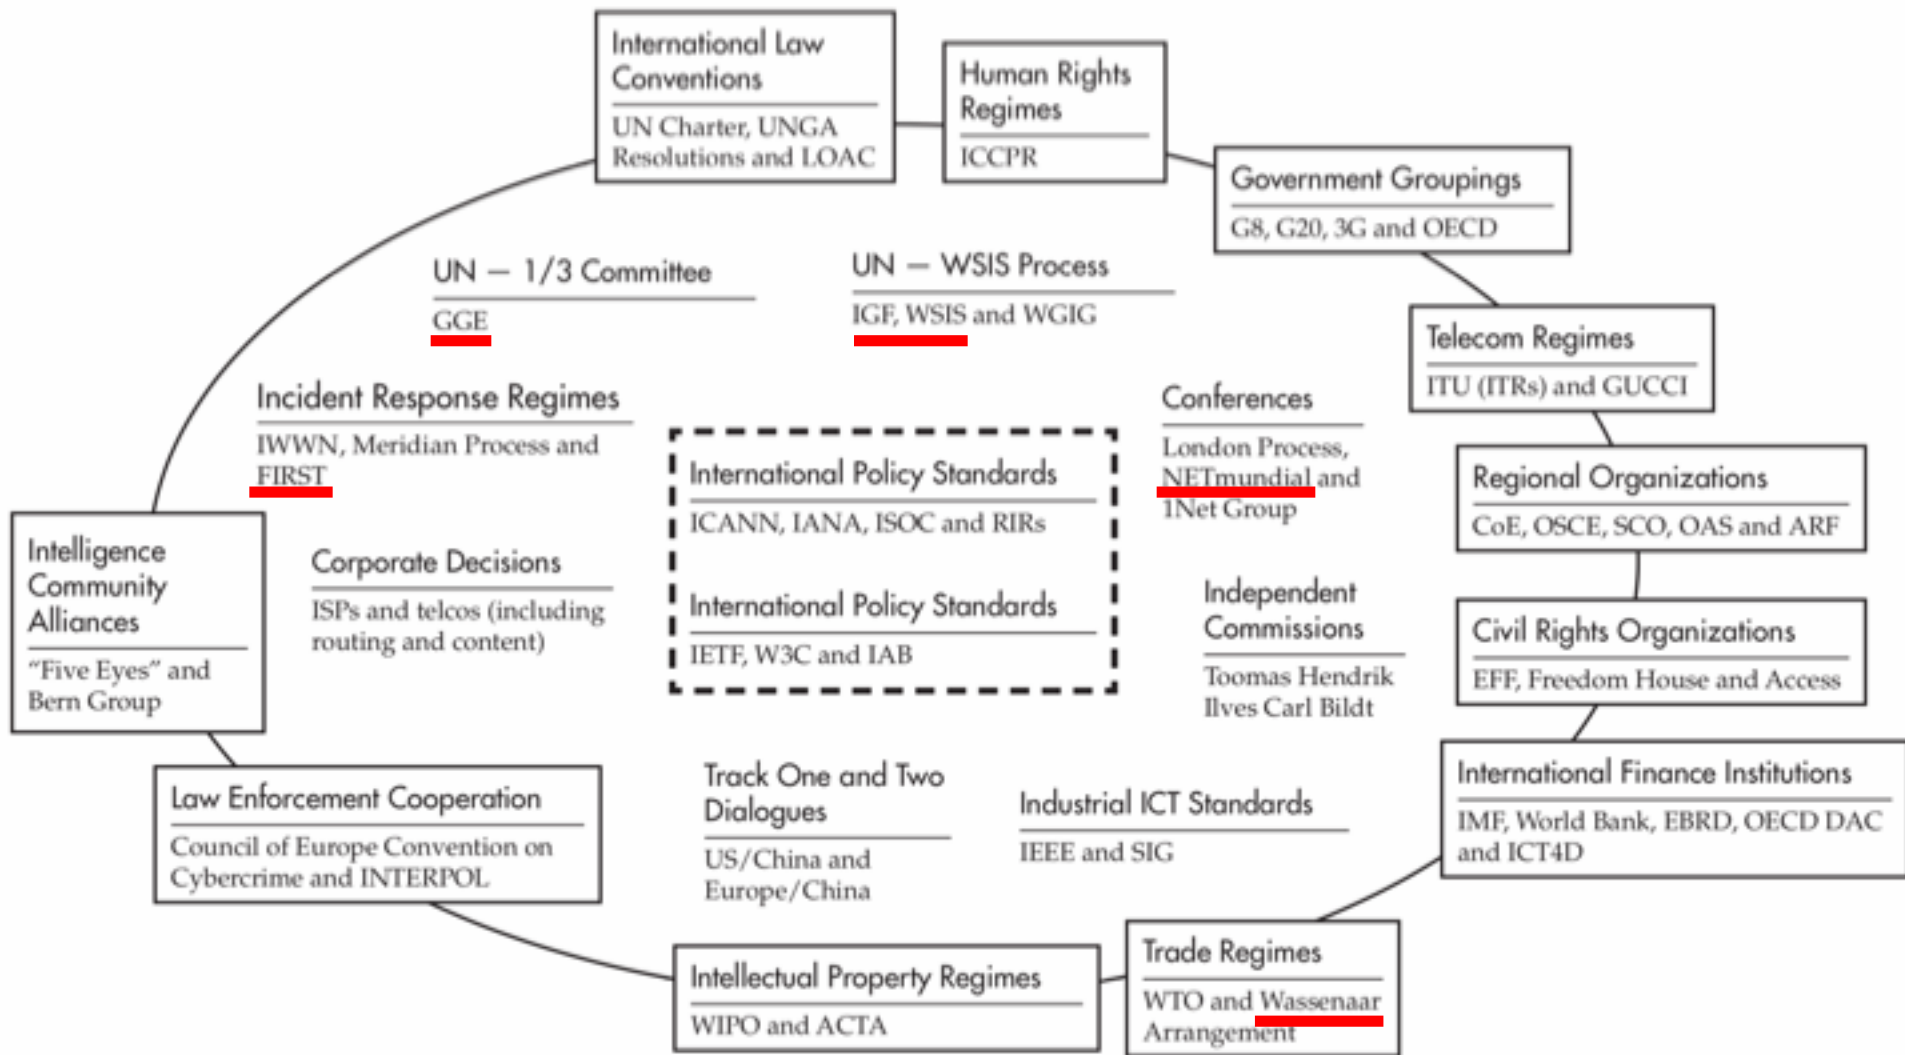 International Law
Conventions
UN Charter, UNGA
Resolutions and LOAC
Human Rights
Regimes
ICCPR
Government Groupings
G8, G20, 3G and OECD
UN — 1/3 Committee
GGE
UN — WSIS Process
IGF, WSIS and WGIG
Telecom Regimes
ITU (ITRs) and GUCCI
Incident Response Regimes
IWWN, Meridian Process and
FIRST
International Policy Standards
ICANN, IANA, ISOC and RIRs
International Policy Standards
IETF, W3C and IAB
Conferences
London Process,
NETmundial and
1Net Group
Regional Organizations
CoE, OSCE, SCO, OAS and ARF
Intelligence
Community
Alliances
“Five Eyes” and
Bern Group
Corporate Decisions
ISPs and telcos (including
routing and content)
Independent
Commissions
Toomas Hendrik
Ilves Carl Bildt
Civil Rights Organizations
EFF, Freedom House and Access
Law Enforcement Cooperation
Council of Europe Convention on
Cybercrime and INTERPOL
Track One and Two
Dialogues
US/China and
Europe/China
Industrial ICT Standards
IEEE and SIG
International Finance Institutions
IMF, World Bank, EBRD, OECD DAC
and ICT4D
Intellectual Property Regimes
WIPO and ACTA
Trade Regimes
WTO and Wassenaar
Arrangement